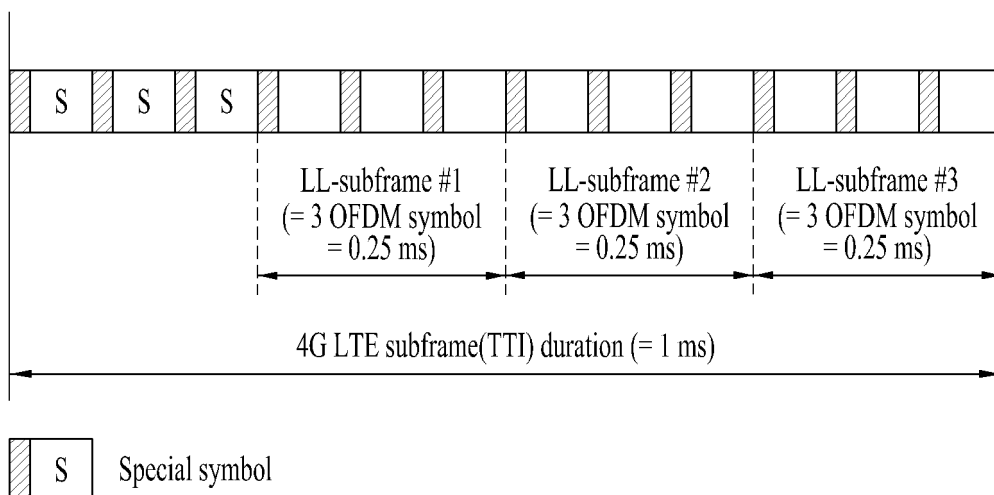 S S S
LL-subframe #1
(= 3 OFDM symbol
= 0.25 ms)
LL-subframe #2
(= 3 OFDM symbol
= 0.25 ms)
LL-subframe #3
(= 3 OFDM symbol
= 0.25 ms)
4G LTE subframe(TTI) duration (= 1 ms)
S Special symbol